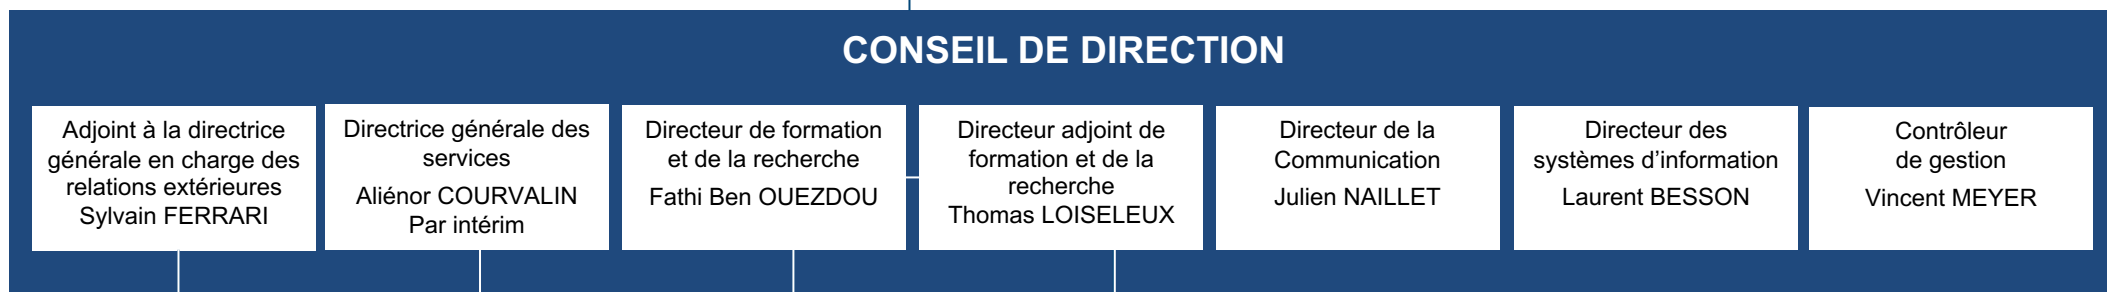 CONSEIL DE DIRECTION
Adjoint à la directrice
générale en charge des
relations extérieures
Sylvain FERRARI
Directrice générale des
services
Aliénor COURVALIN
Par intérim
Directeur de formation
et de la recherche
Fathi Ben OUEZDOU
Directeur adjoint de
formation et de la
recherche
Thomas LOISELEUX
Directeur de la
Communication
Julien NAILLET
Directeur des
systèmes d’information
Laurent BESSON
Contrôleur
de gestion
Vincent MEYER